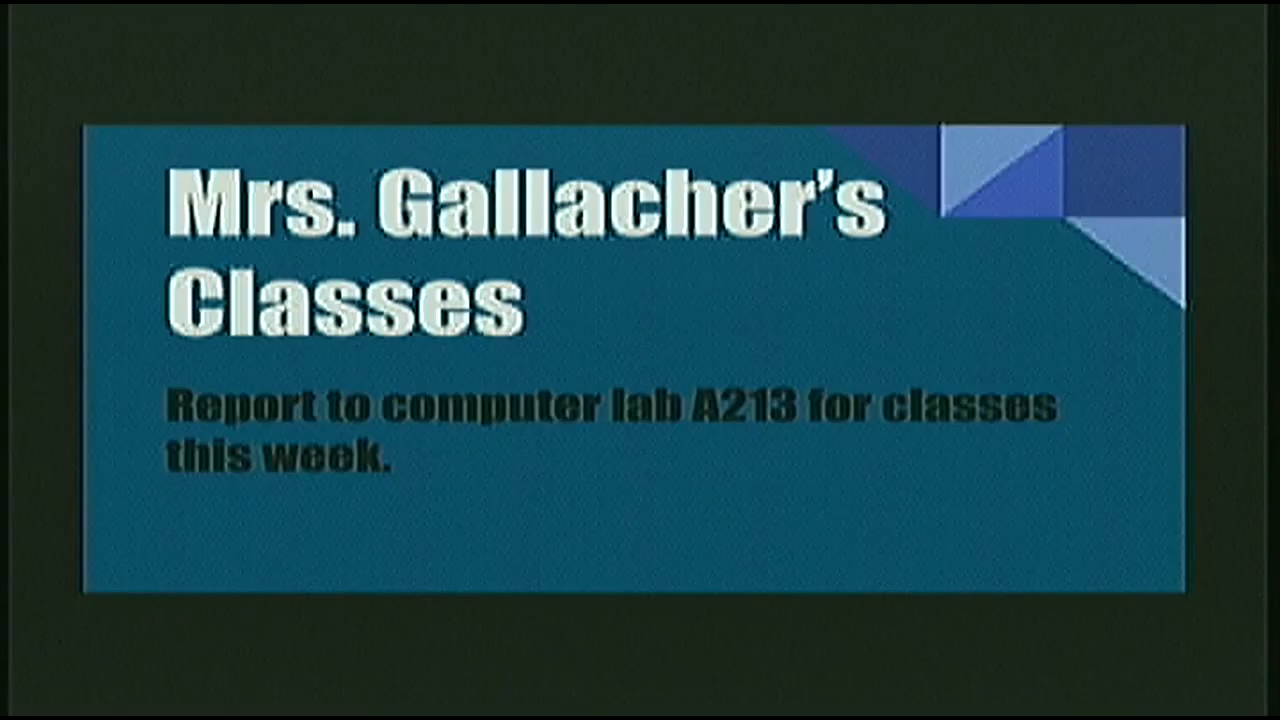 Mrs. Gallacher's
Classes
Report to computer lab A213 for classes
this week.